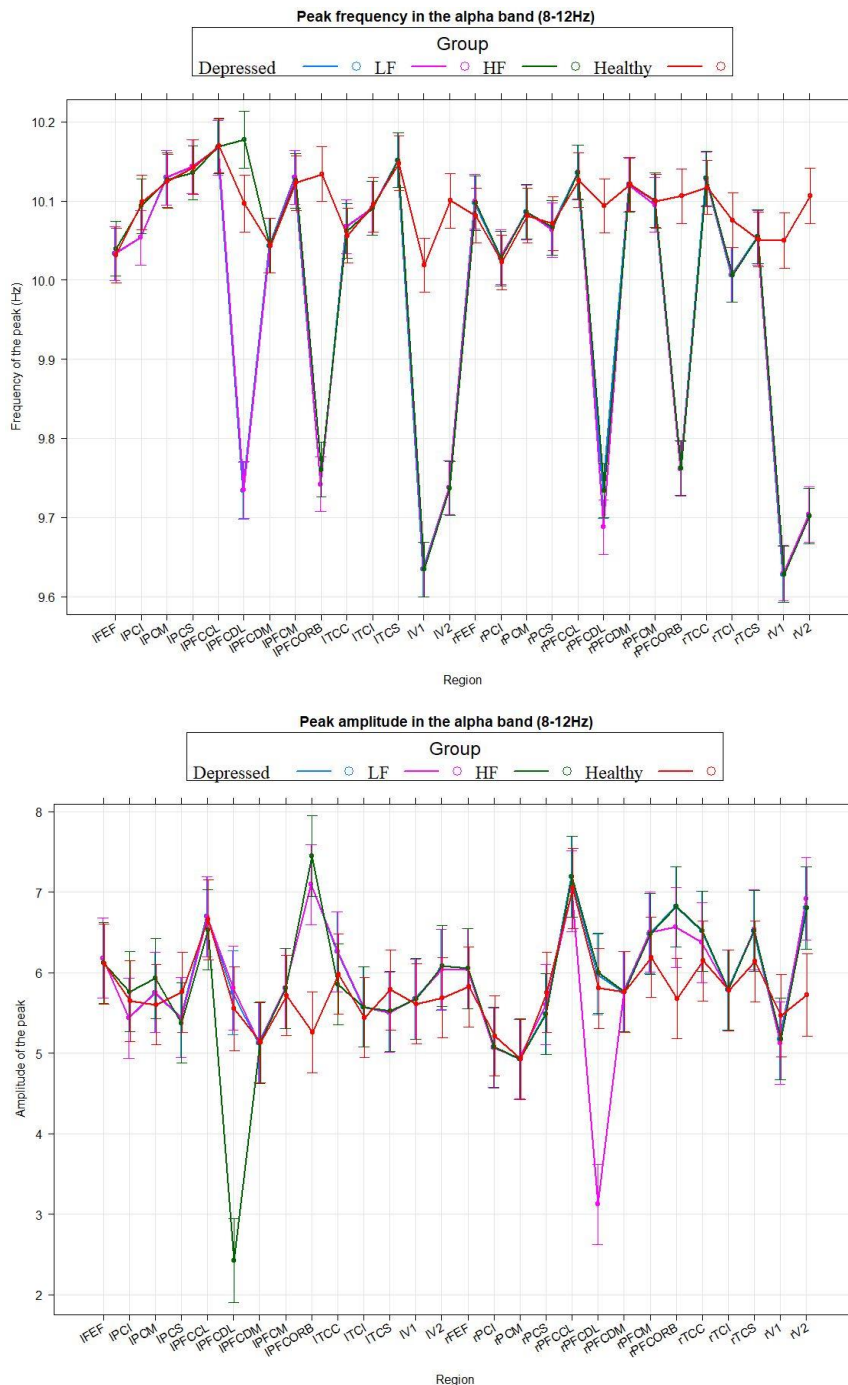 Peak frequency in the alpha band (8-12Hz)
Group
Depressed LF HF Healthy
10.2
10.1
10.0
9.9
9.8
9.7
9.6
Frequency of the peak (Hz)
lFEF lPCI lPCM lPCS lPFCCL lPFCDL lPFCDM lPFCM lPFCORB lTCC lTCI lTCS lV1 lV2 rFEF rPCI rPCM rPCS rPFCCL rPFCDL rPFCDM rPFCM rPFCORB rTCC rTCI rTCS rV1 rV2
Region
Peak amplitude in the alpha band (8-12Hz)
Group
Depressed LF HF Healthy
8
7
6
5
4
3
2
Amplitude of the peak
lFEF lPCI lPCM lPCS lPFCCL lPFCDL lPFCDM lPFCM lPFCORB lTCC lTCI lTCS lV1 lV2 rFEF rPCI rPCM rPCS rPFCCL rPFCDL rPFCDM rPFCM rPFCORB rTCC rTCI rTCS rV1 rV2
Region